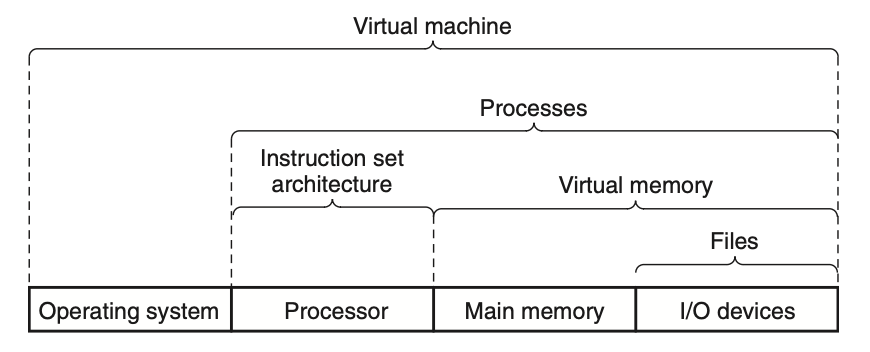 Virtual machine
Processes
Instruction set
architecture
Virtual memory
Files
Operating system
Processor
Main memory
I/O devices